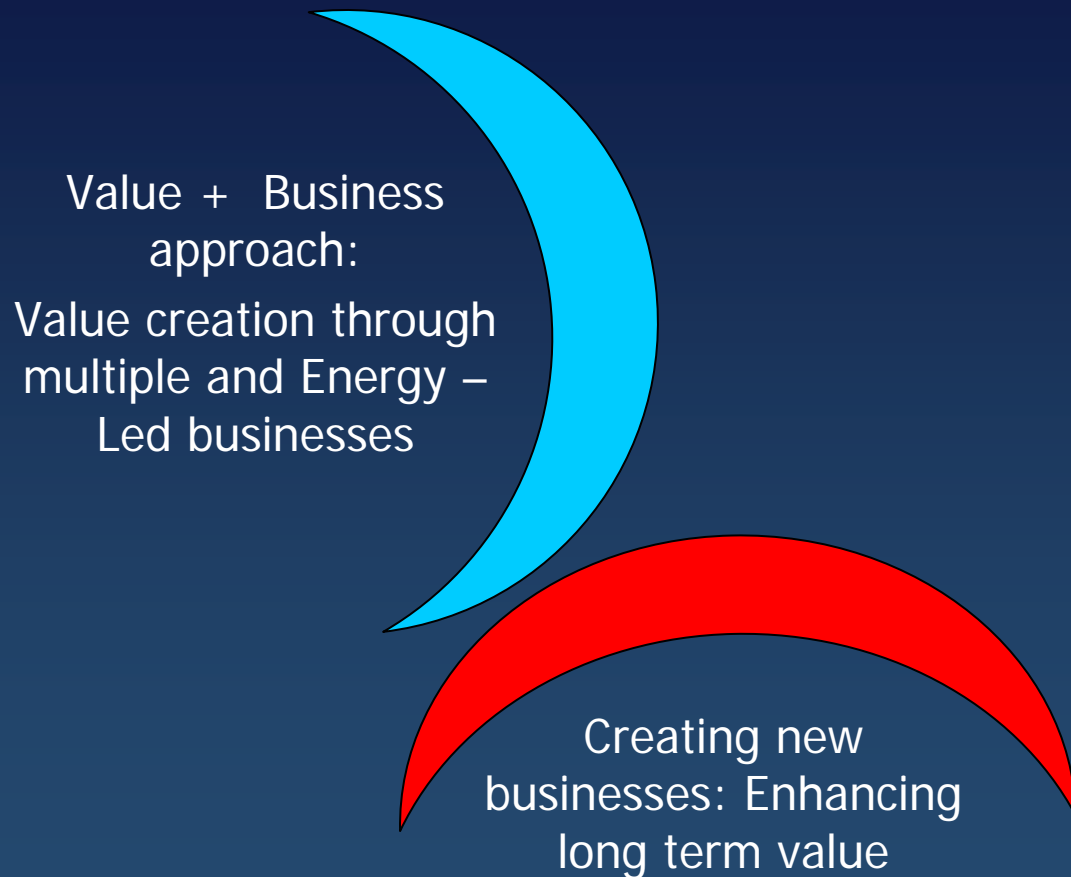 Value + Business
approach:
Value creation through
multiple and Energy –
Led businesses
Creating new
businesses: Enhancing
long term value